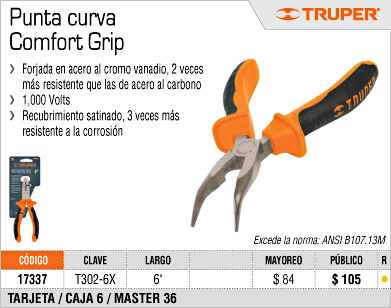 Punta curva
Comfort Grip
TRUPER®
Forjada en acero al cromo vanadio, 2 veces
más resistente que las de acero al carbono
1,000 Volts
Recubrimiento satinado, 3 veces más
resistente a la corrosión
TRUPER
Excede la norma: ANSI B107.13M
CÓDIGO CLAVE LARGO MAYOREO PÚBLICO R
17337 T302-6X 6" $ 84 $ 105
TARJETA / CAJA 6 / MASTER 36